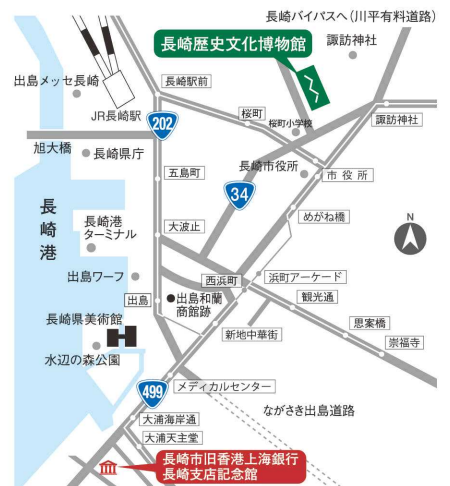 長崎バイパスへ（川平有料道路）
長崎歴史文化博物館
諏訪神社
出島メッセ長崎
長崎駅前
JR長崎駅
202
桜町
桜町小学校
諏訪神社
旭大橋
長崎県庁
五島町
長崎市役所
市役所
34
長崎港
長崎港
ターミナル
大波止
めがね橋
N
出島ワーフ
西浜町
浜町アーケード
出島
出島和蘭
商館跡
観光通
長崎県美術館
新地中華街
思案橋
崇福寺
水辺の森公園
499
メディカルセンター
ながさき出島道路
大浦海岸通
大浦天主堂
長崎市旧香港上海銀行
長崎支店記念館